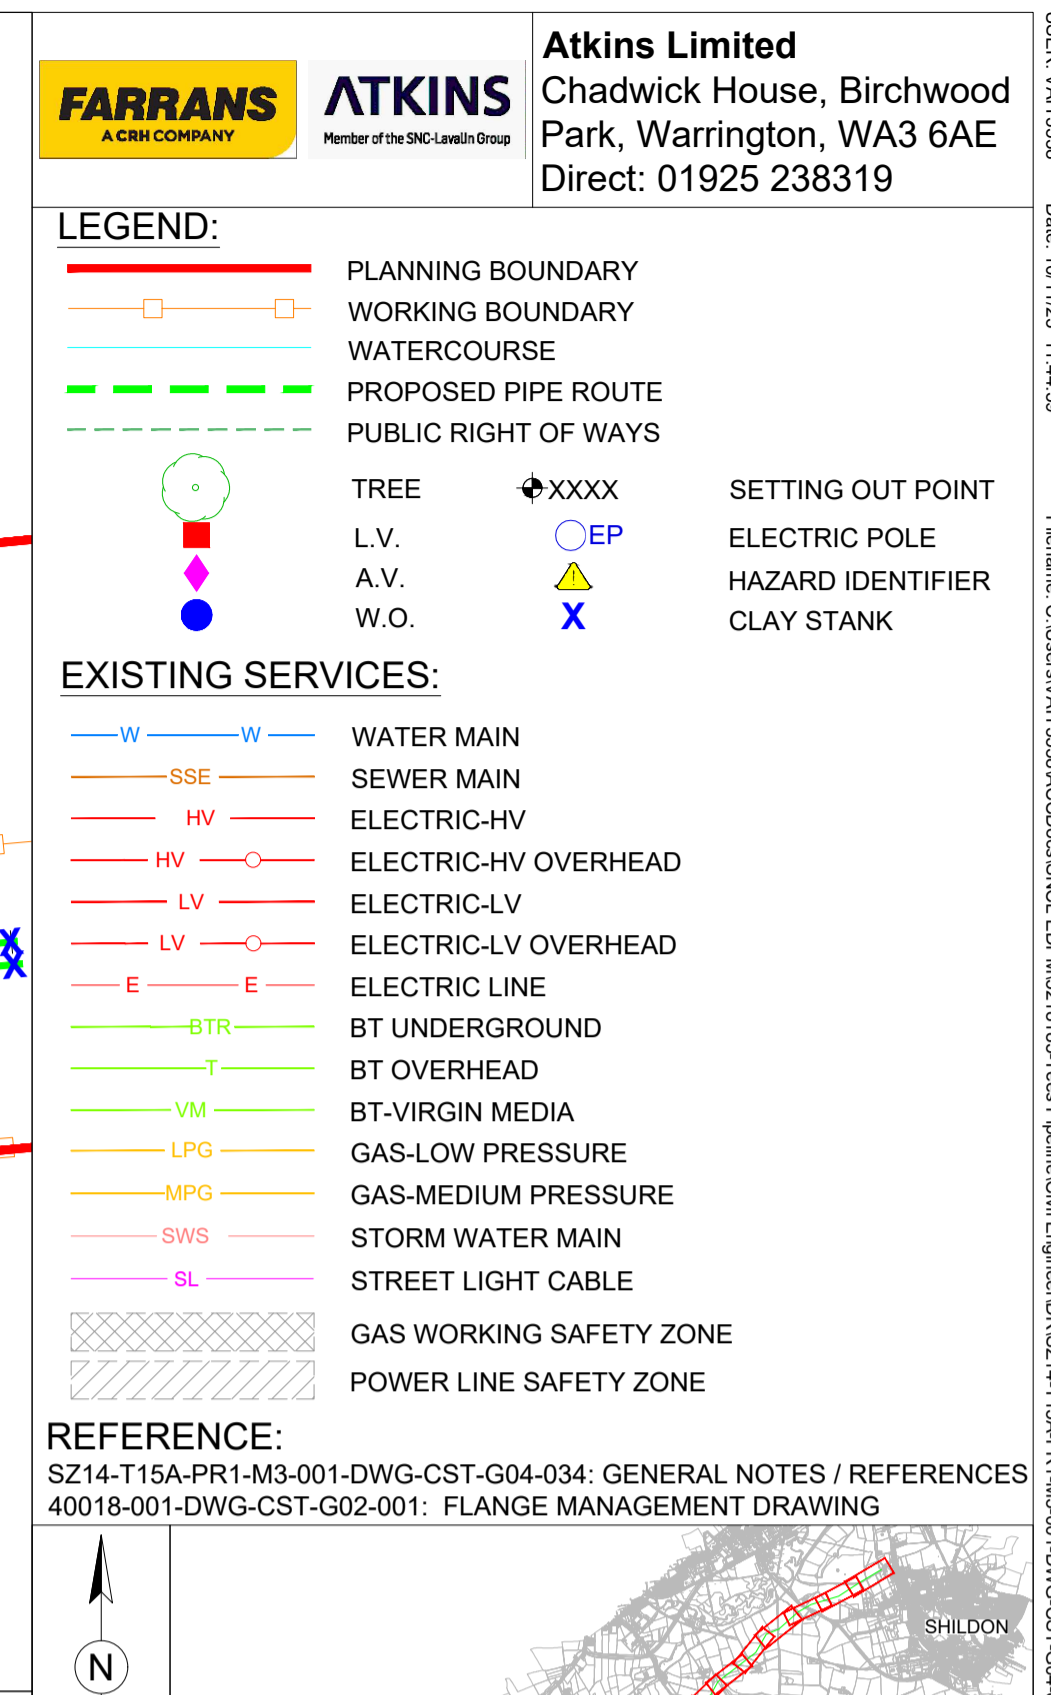 FARRANS
A CRH COMPANY
ATKINS
Member of the SNC-Lavalin Group
Atkins Limited
Chadwick House, Birchwood
Park, Warrington, WA3 6AE
Direct: 01925 238319
LEGEND:
PLANNING BOUNDARY
WORKING BOUNDARY
WATERCOURSE
PROPOSED PIPE ROUTE
PUBLIC RIGHT OF WAYS
TREE XXXX SETTING OUT POINT
L.V. EP ELECTRIC POLE
A.V. ! HAZARD IDENTIFIER
W.O. X CLAY STANK
EXISTING SERVICES:
W W WATER MAIN
SSE SEWER MAIN
HV ELECTRIC-HV
HV ELECTRIC-HV OVERHEAD
LV ELECTRIC-LV
LV ELECTRIC-LV OVERHEAD
E E ELECTRIC LINE
BTR BT UNDERGROUND
T BT OVERHEAD
VM BT-VIRGIN MEDIA
LPG GAS-LOW PRESSURE
MPG GAS-MEDIUM PRESSURE
SWS STORM WATER MAIN
SL STREET LIGHT CABLE
GAS WORKING SAFETY ZONE
POWER LINE SAFETY ZONE
REFERENCE:
SZ14-T15A-PR1-M3-001-DWG-CST-G04-034: GENERAL NOTES / REFERENCES
40018-001-DWG-CST-G02-001: FLANGE MANAGEMENT DRAWING
N
SHILDON
X
X